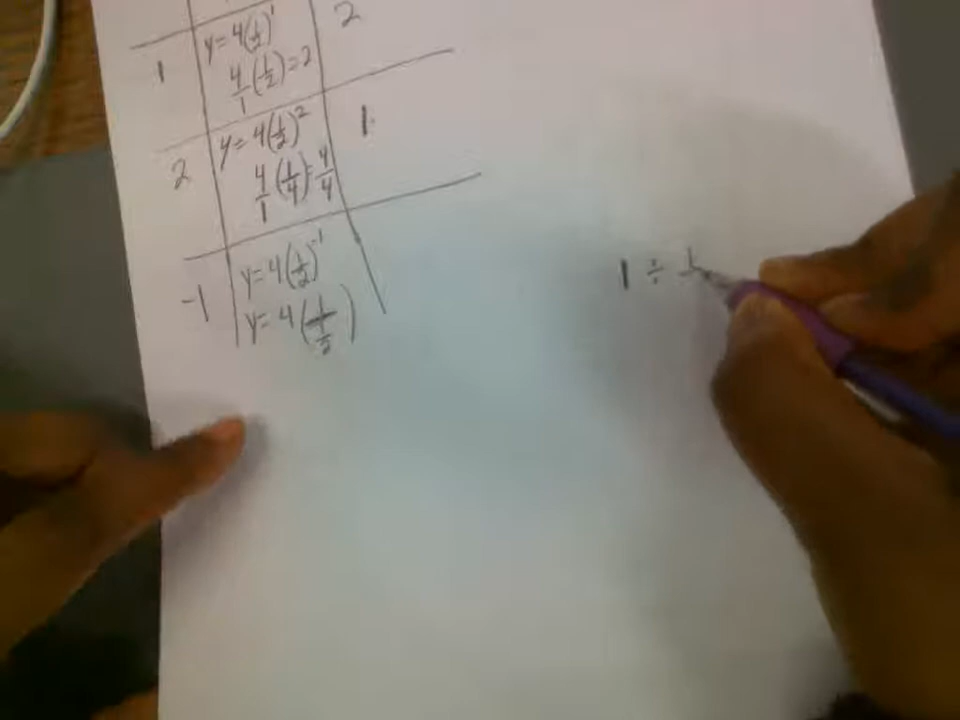 y=4(1/2)^1 2
1 4/1(1/2)=2
y=4(1/2)^2 1
2 4/1(1/4)=4/4
y=4(1/2)^-1
-1 y=4(1/(1/2))
1 ÷ 1